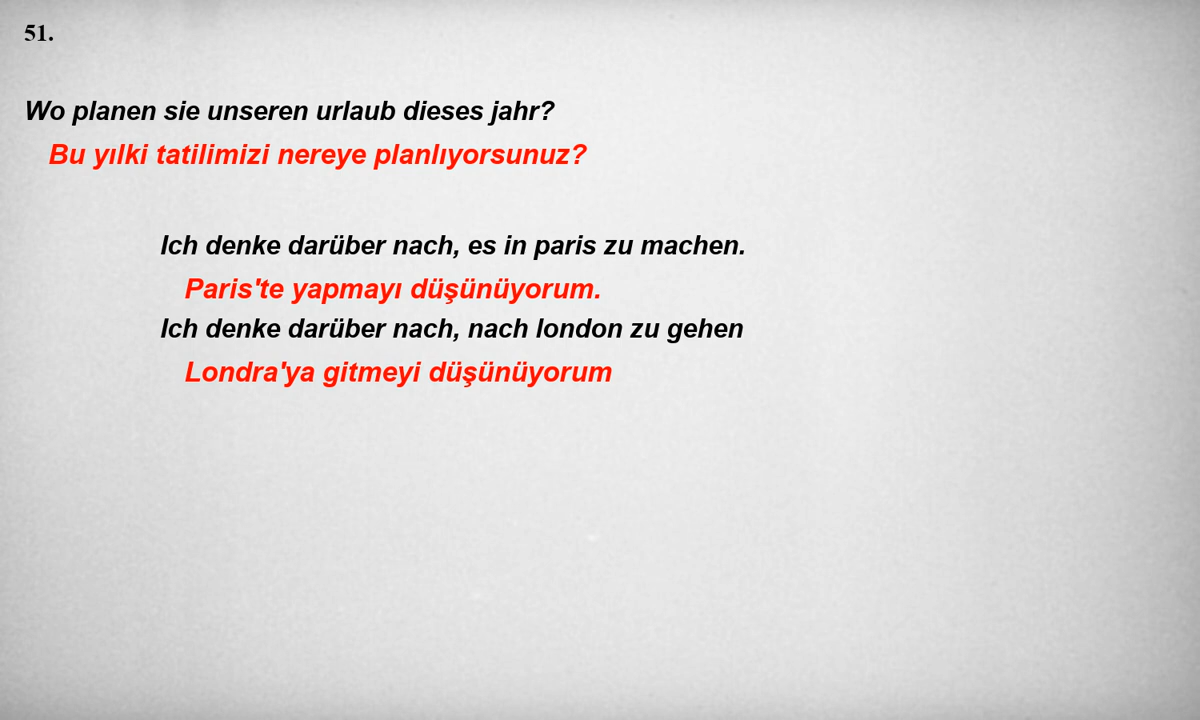 51.
Wo planen sie unseren urlaub dieses jahr?
Bu yılki tatilimizi nereye planlıyorsunuz?
Ich denke darüber nach, es in paris zu machen.
Paris'te yapmayı düşünüyorum.
Ich denke darüber nach, nach london zu gehen
Londra'ya gitmeyi düşünüyorum